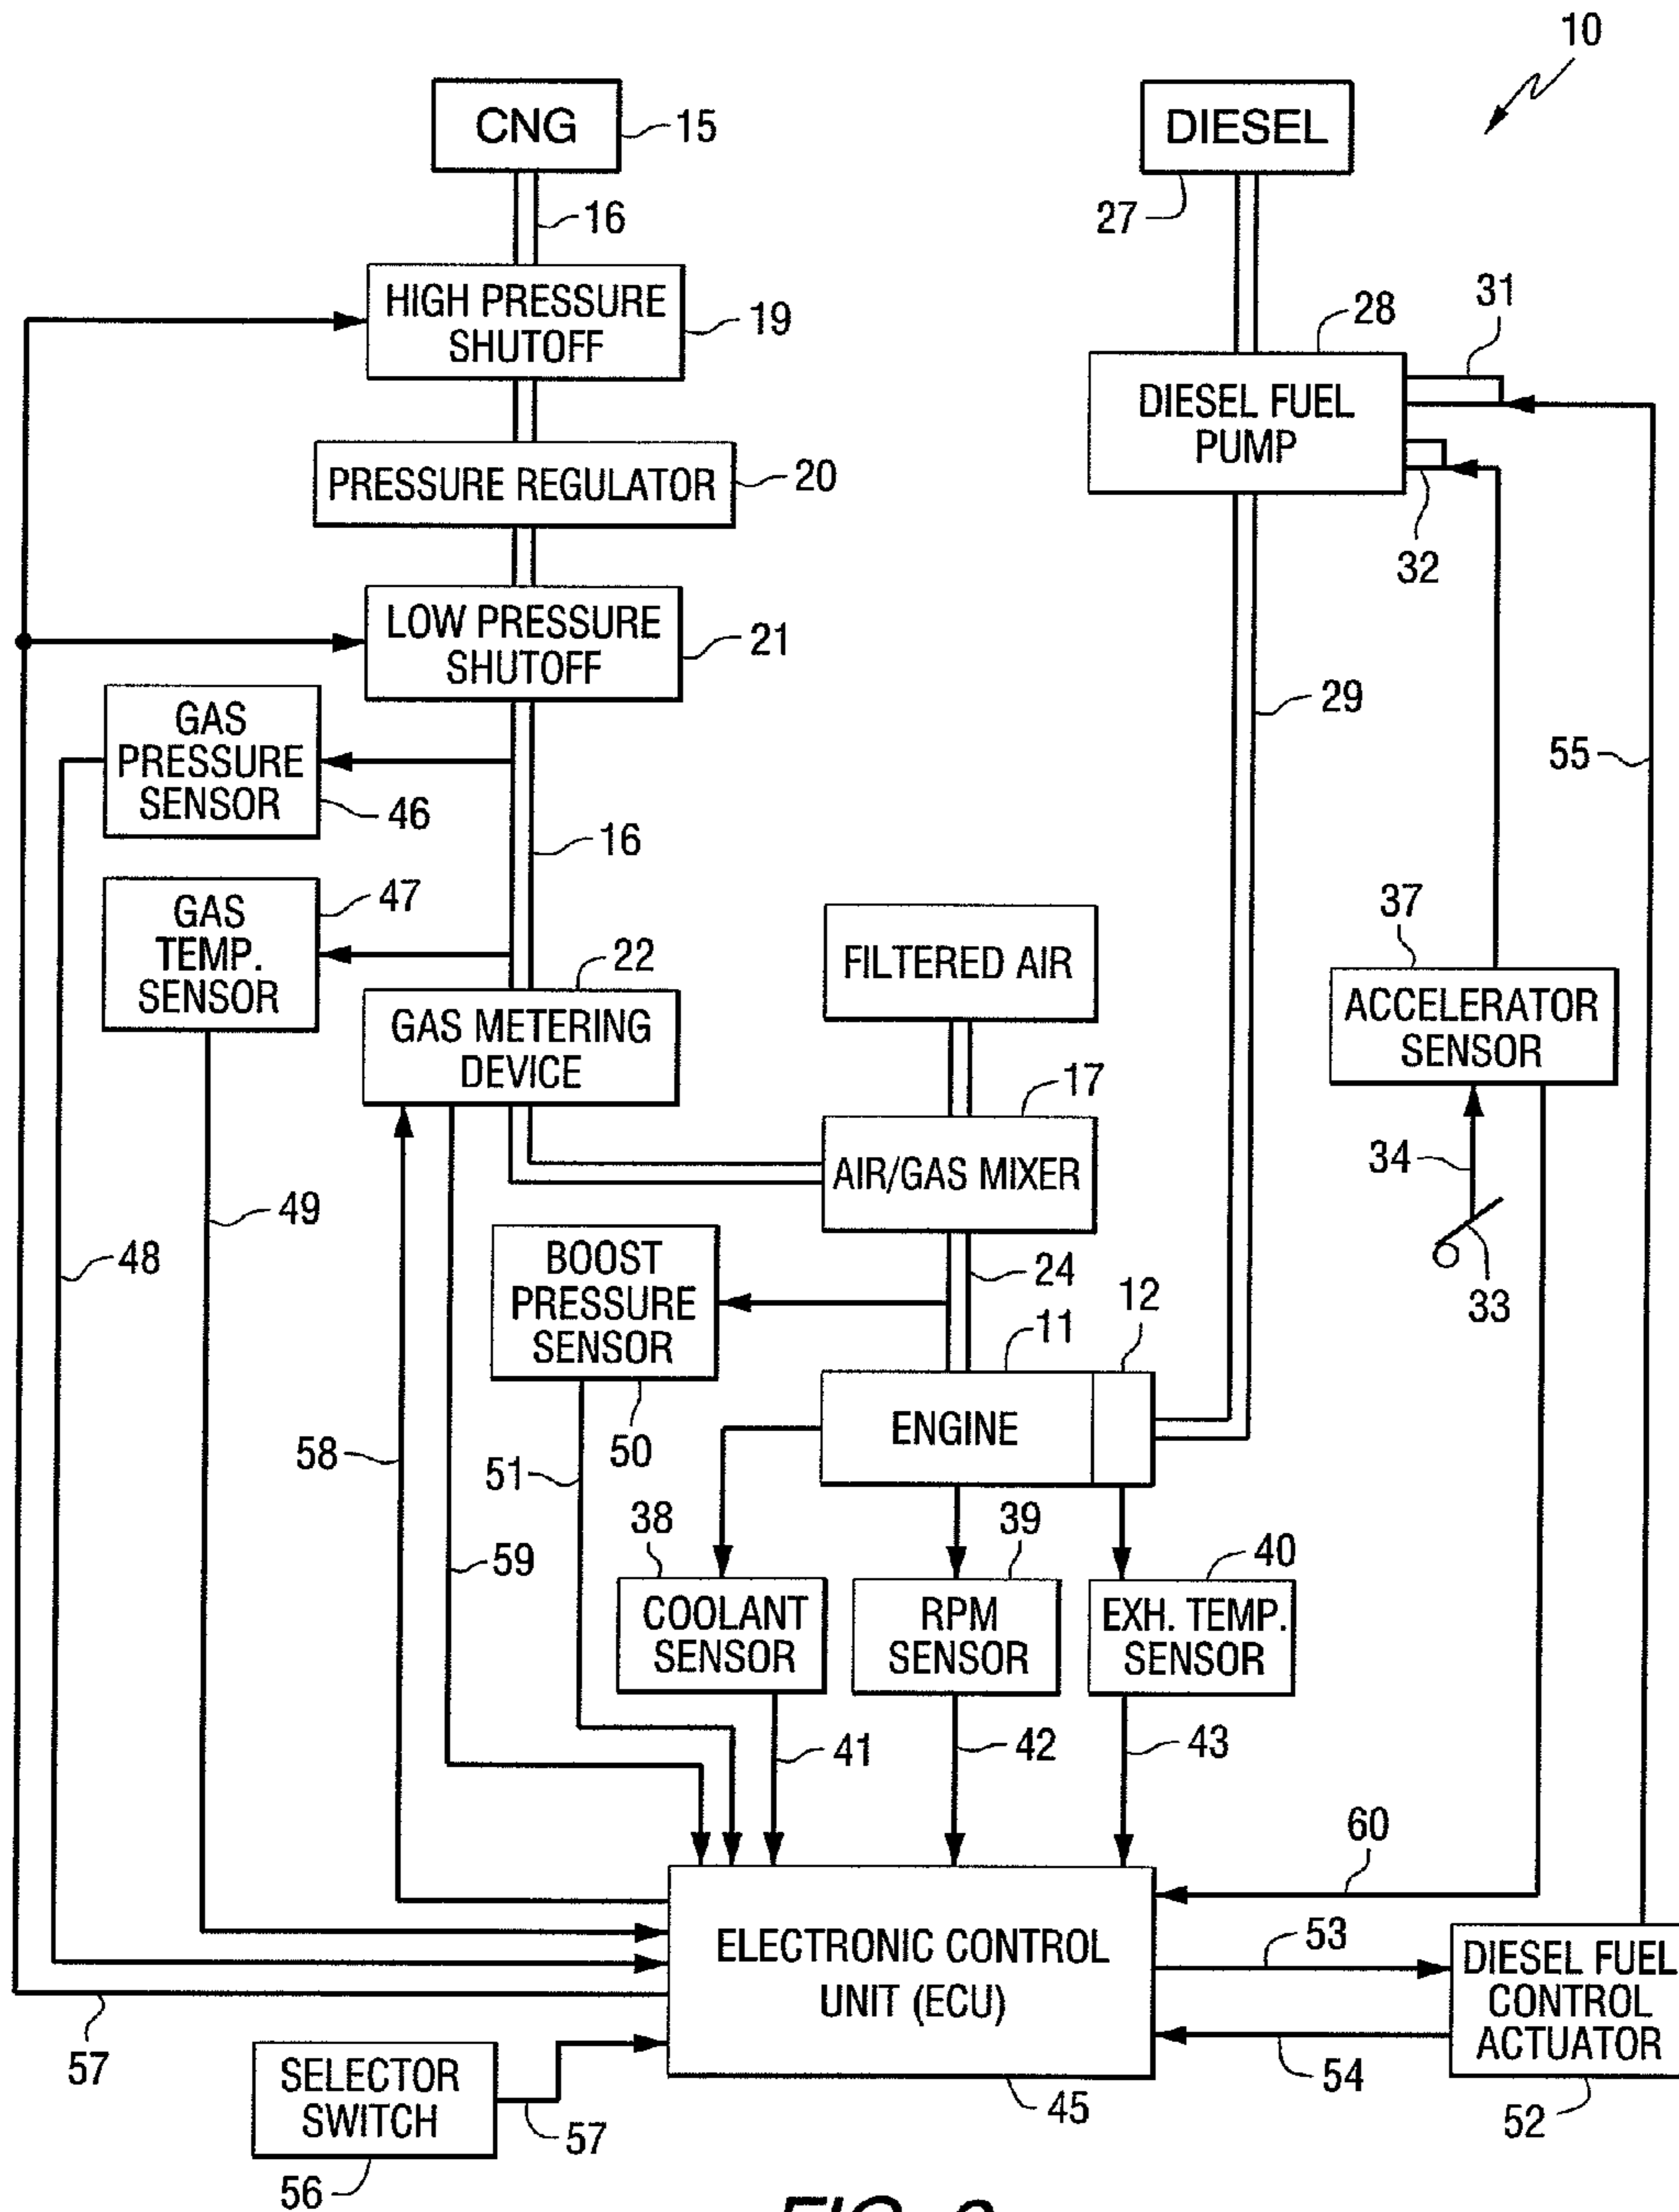 10
CNG
15
DIESEL
27
16
HIGH PRESSURE
SHUTOFF
19
28
31
DIESEL FUEL
PUMP
32
PRESSURE REGULATOR
20
LOW PRESSURE
SHUTOFF
21
29
55
GAS
PRESSURE
SENSOR
46
16
GAS
TEMP.
SENSOR
47
22
GAS METERING
DEVICE
FILTERED AIR
37
ACCELERATOR
SENSOR
17
AIR/GAS MIXER
34
33
49
48
BOOST
PRESSURE
SENSOR
50
24
11
12
ENGINE
58
51
59
38
COOLANT
SENSOR
39
RPM
SENSOR
40
EXH. TEMP.
SENSOR
41
42
43
60
ELECTRONIC CONTROL
UNIT (ECU)
45
53
54
DIESEL FUEL
CONTROL
ACTUATOR
52
57
SELECTOR
SWITCH
57
56